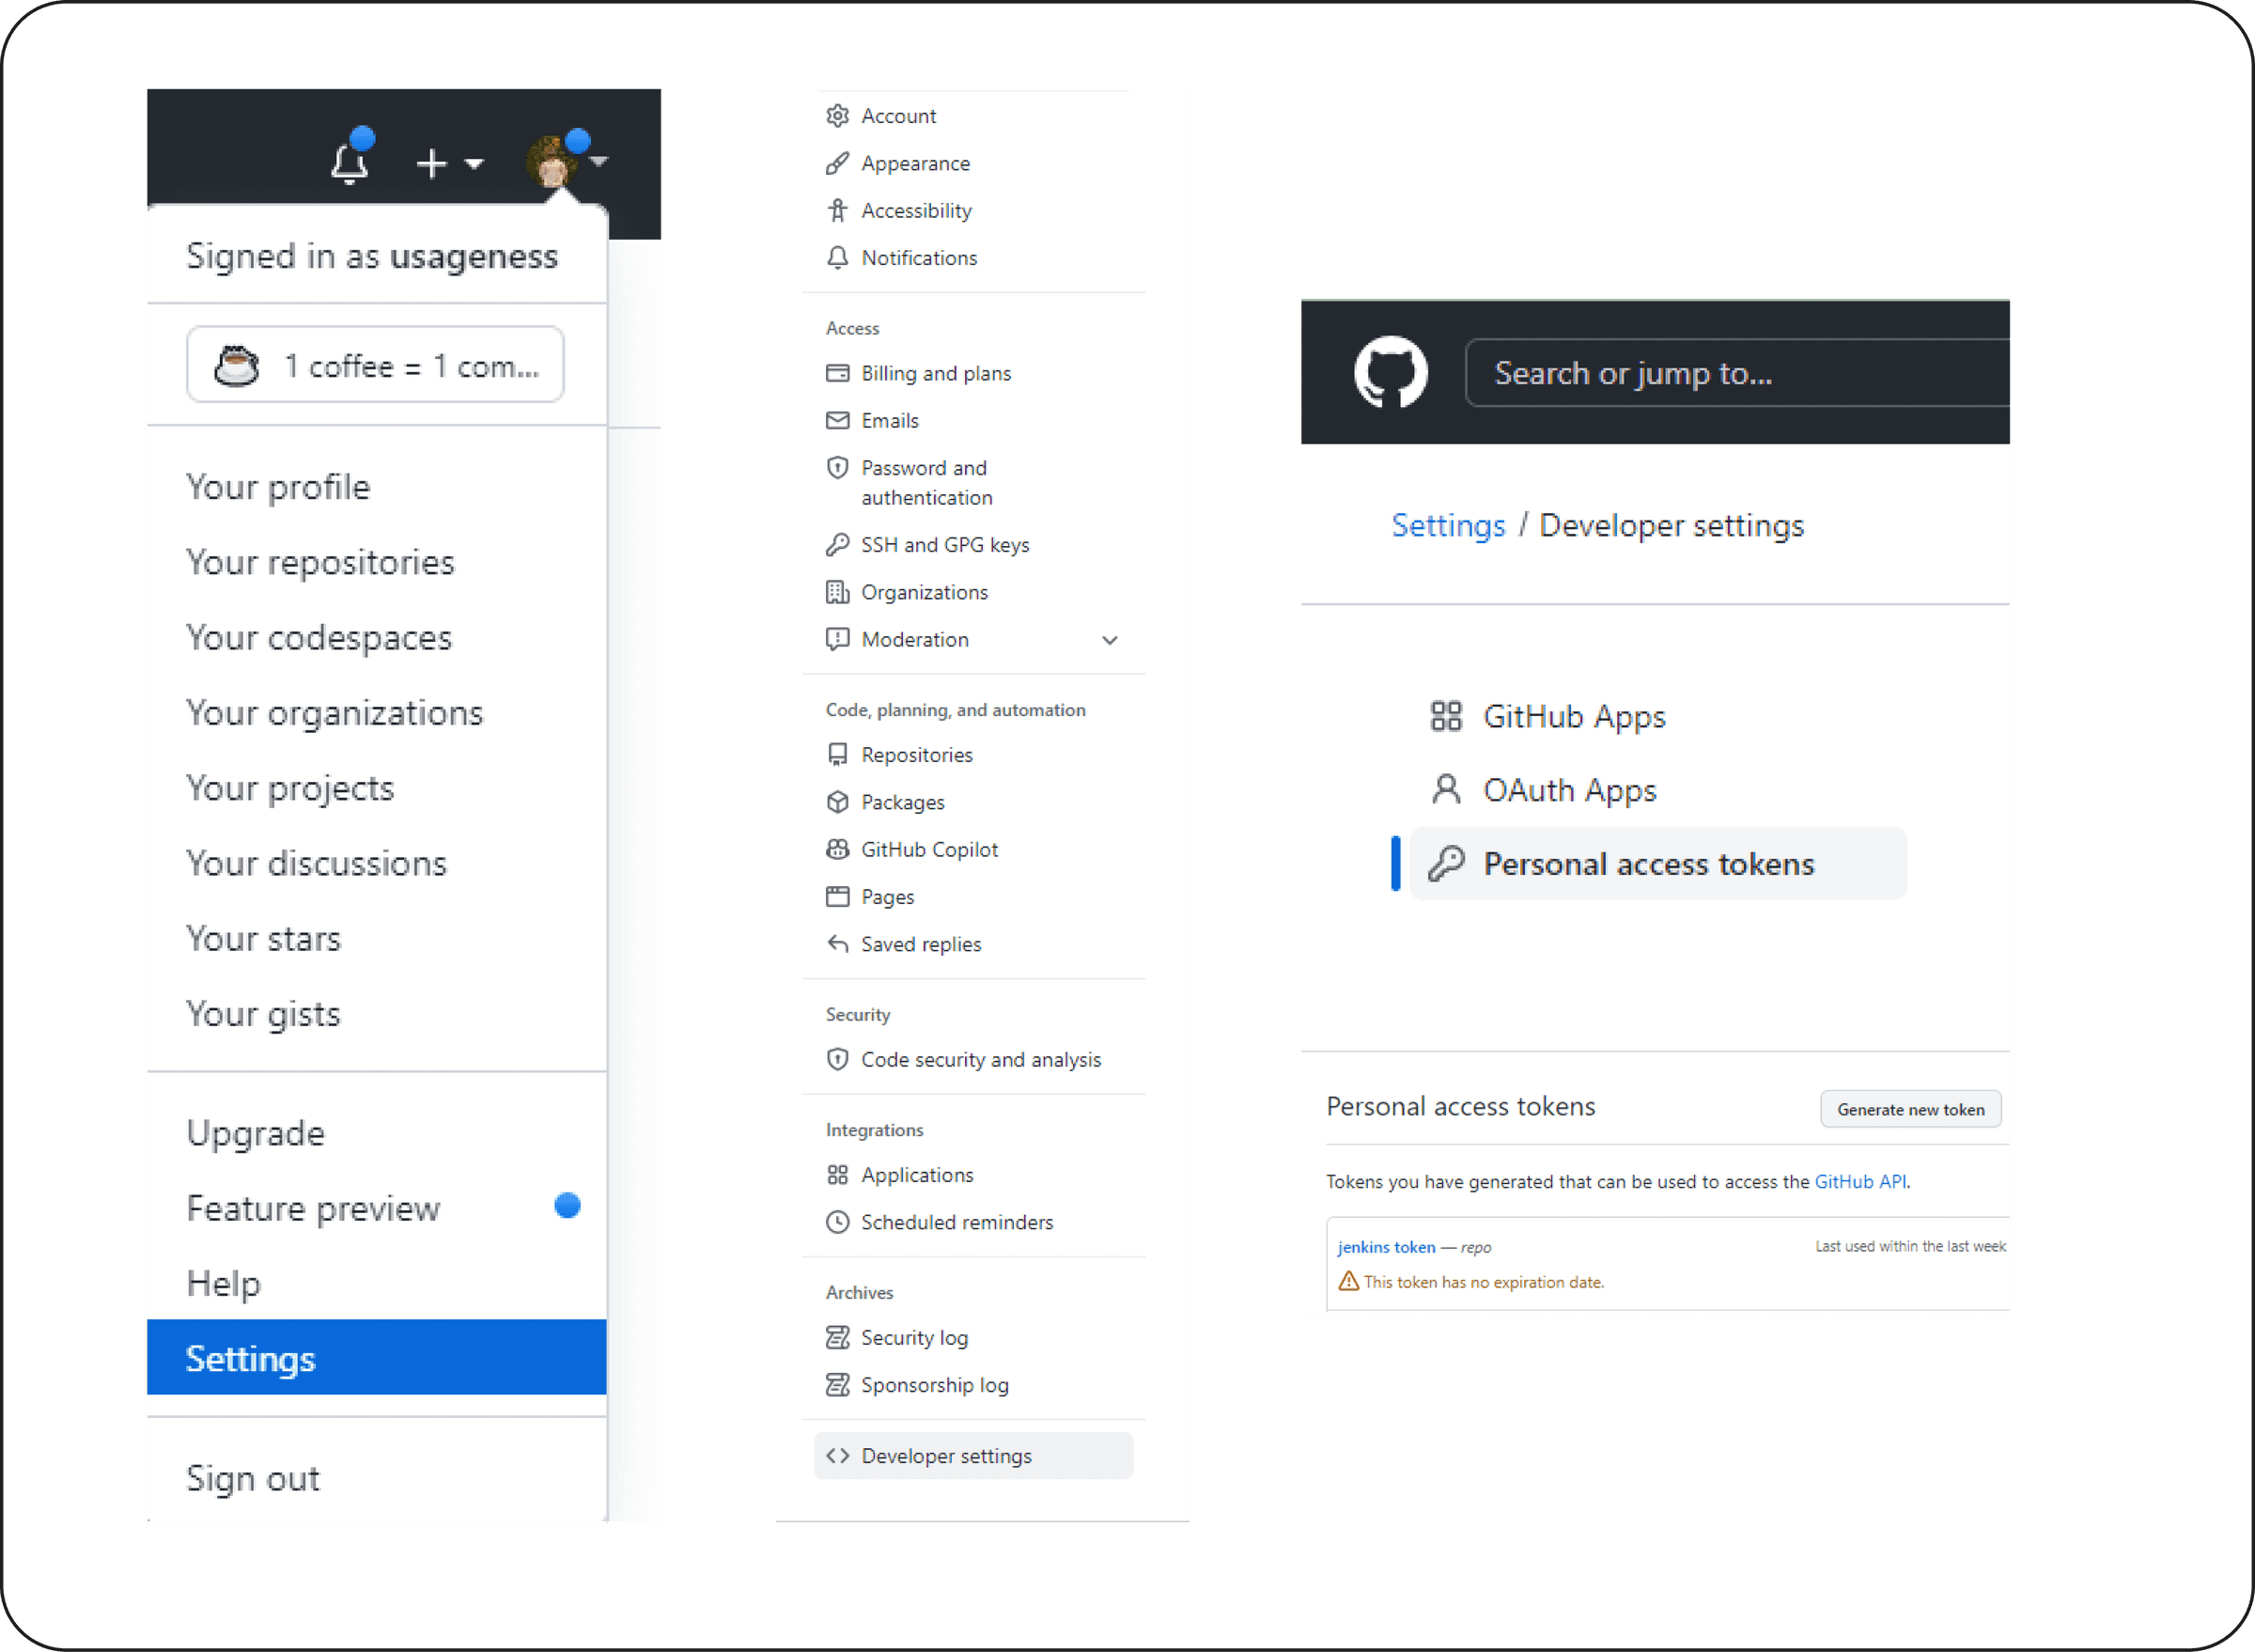 Signed in as usageness
1 coffee = 1 com...
Your profile
Your repositories
Your codespaces
Your organizations
Your projects
Your discussions
Your stars
Your gists
Upgrade
Feature preview
Help
Settings
Sign out
Account
Appearance
Accessibility
Notifications
Access
Billing and plans
Emails
Password and
authentication
SSH and GPG keys
Organizations
Moderation
Code, planning, and automation
Repositories
Packages
GitHub Copilot
Pages
Saved replies
Security
Code security and analysis
Integrations
Applications
Scheduled reminders
Archives
Security log
Sponsorship log
Developer settings
Search or jump to...
Settings / Developer settings
GitHub Apps
OAuth Apps
Personal access tokens
Personal access tokens
Generate new token
Tokens you have generated that can be used to access the GitHub API.
jenkins token — repo
Last used within the last week
This token has no expiration date.